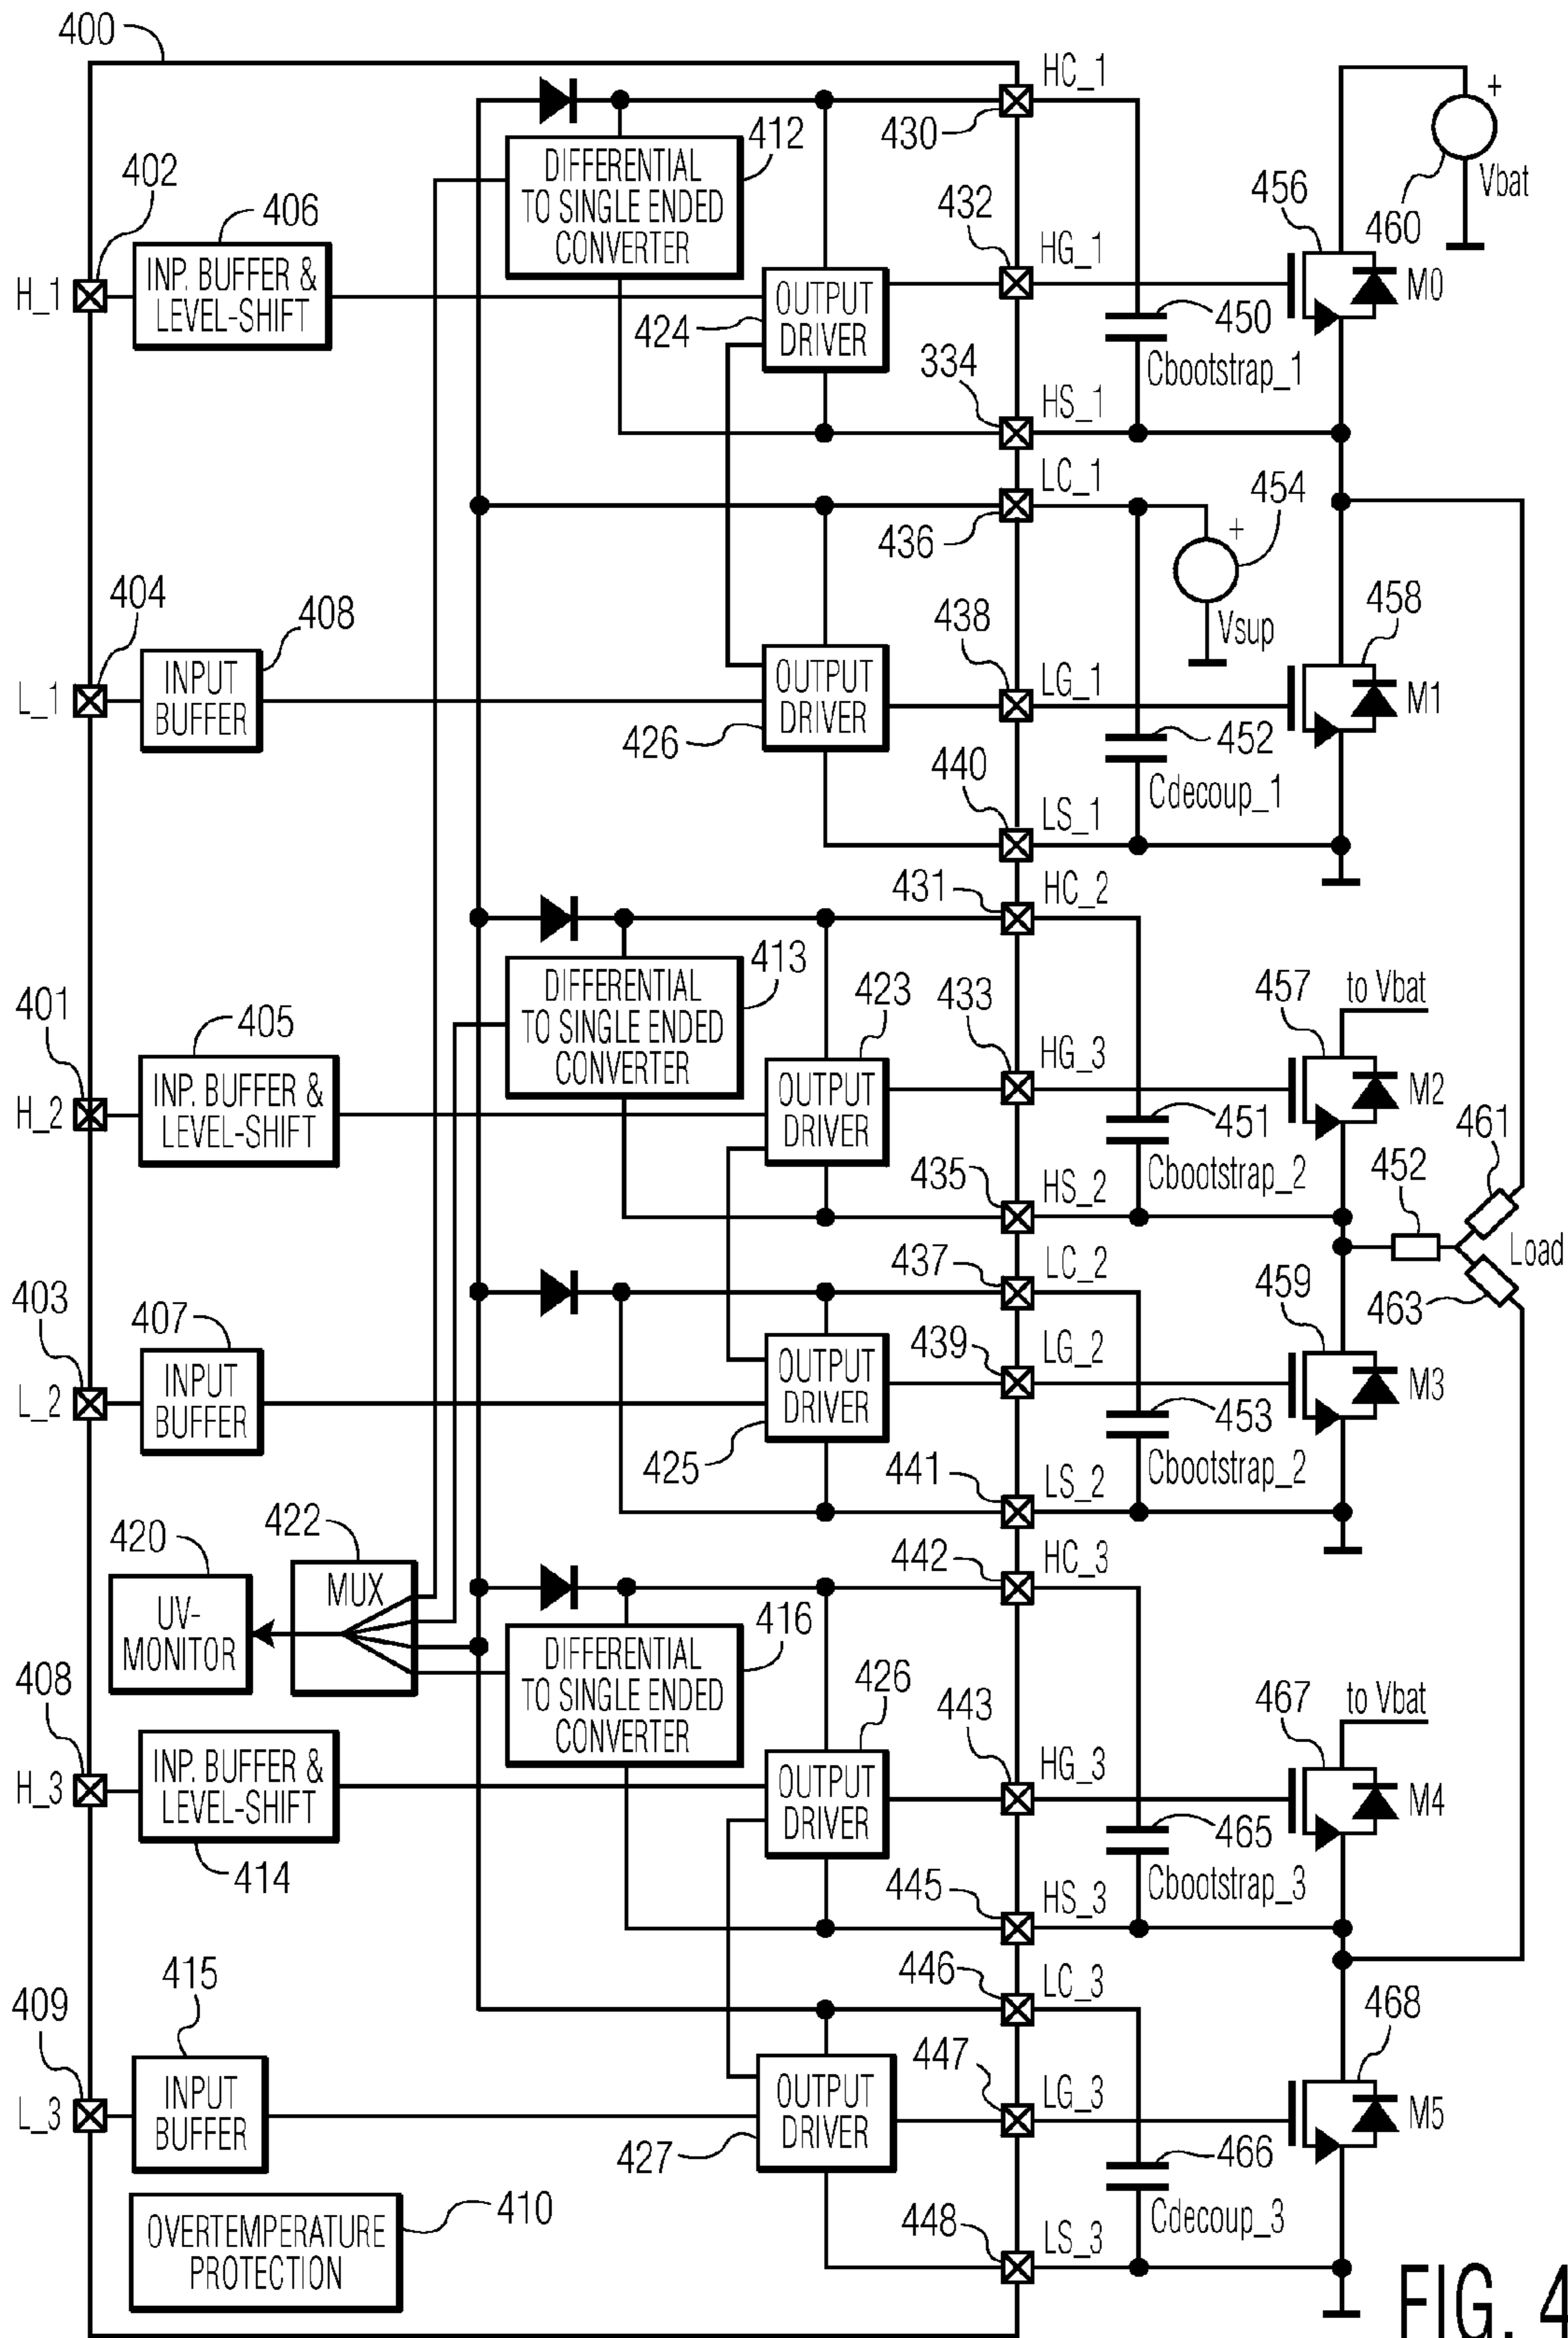 400
HC_1
+
412
430
402
DIFFERENTIAL
TO SINGLE ENDED
CONVERTER
Vbat
406
432
456
460
HG_1
INP. BUFFER &
LEVEL-SHIFT
H_1
OUTPUT
DRIVER
M0
424
450
334
Cbootstrap_1
HS_1
LC_1
454
+
436
404
408
438
458
Vsup
INPUT
BUFFER
OUTPUT
DRIVER
LG_1
L_1
M1
426
452
440
Cdecoup_1
LS_1
431
HC_2
413
DIFFERENTIAL
TO SINGLE ENDED
CONVERTER
423
433
457
to Vbat
401
405
HG_3
INP. BUFFER &
LEVEL-SHIFT
OUTPUT
DRIVER
M2
H_2
451
461
452
435
HS_2
Cbootstrap_2
Load
437
LC_2
403
407
459
463
439
LG_2
INPUT
BUFFER
OUTPUT
DRIVER
M3
L_2
453
425
441
LS_2
Cbootstrap_2
420
422
442
HC_3
MUX
UV-
MONITOR
416
DIFFERENTIAL
TO SINGLE ENDED
CONVERTER
408
426
443
467
to Vbat
HG_3
INP. BUFFER &
LEVEL-SHIFT
H_3
OUTPUT
DRIVER
M4
414
465
445
HS_3
Cbootstrap_3
415
446
LC_3
409
468
447
INPUT
BUFFER
OUTPUT
DRIVER
LG_3
L_3
M5
427
466
410
OVERTEMPERATURE
PROTECTION
448
LS_3
Cdecoup_3
FIG. 4